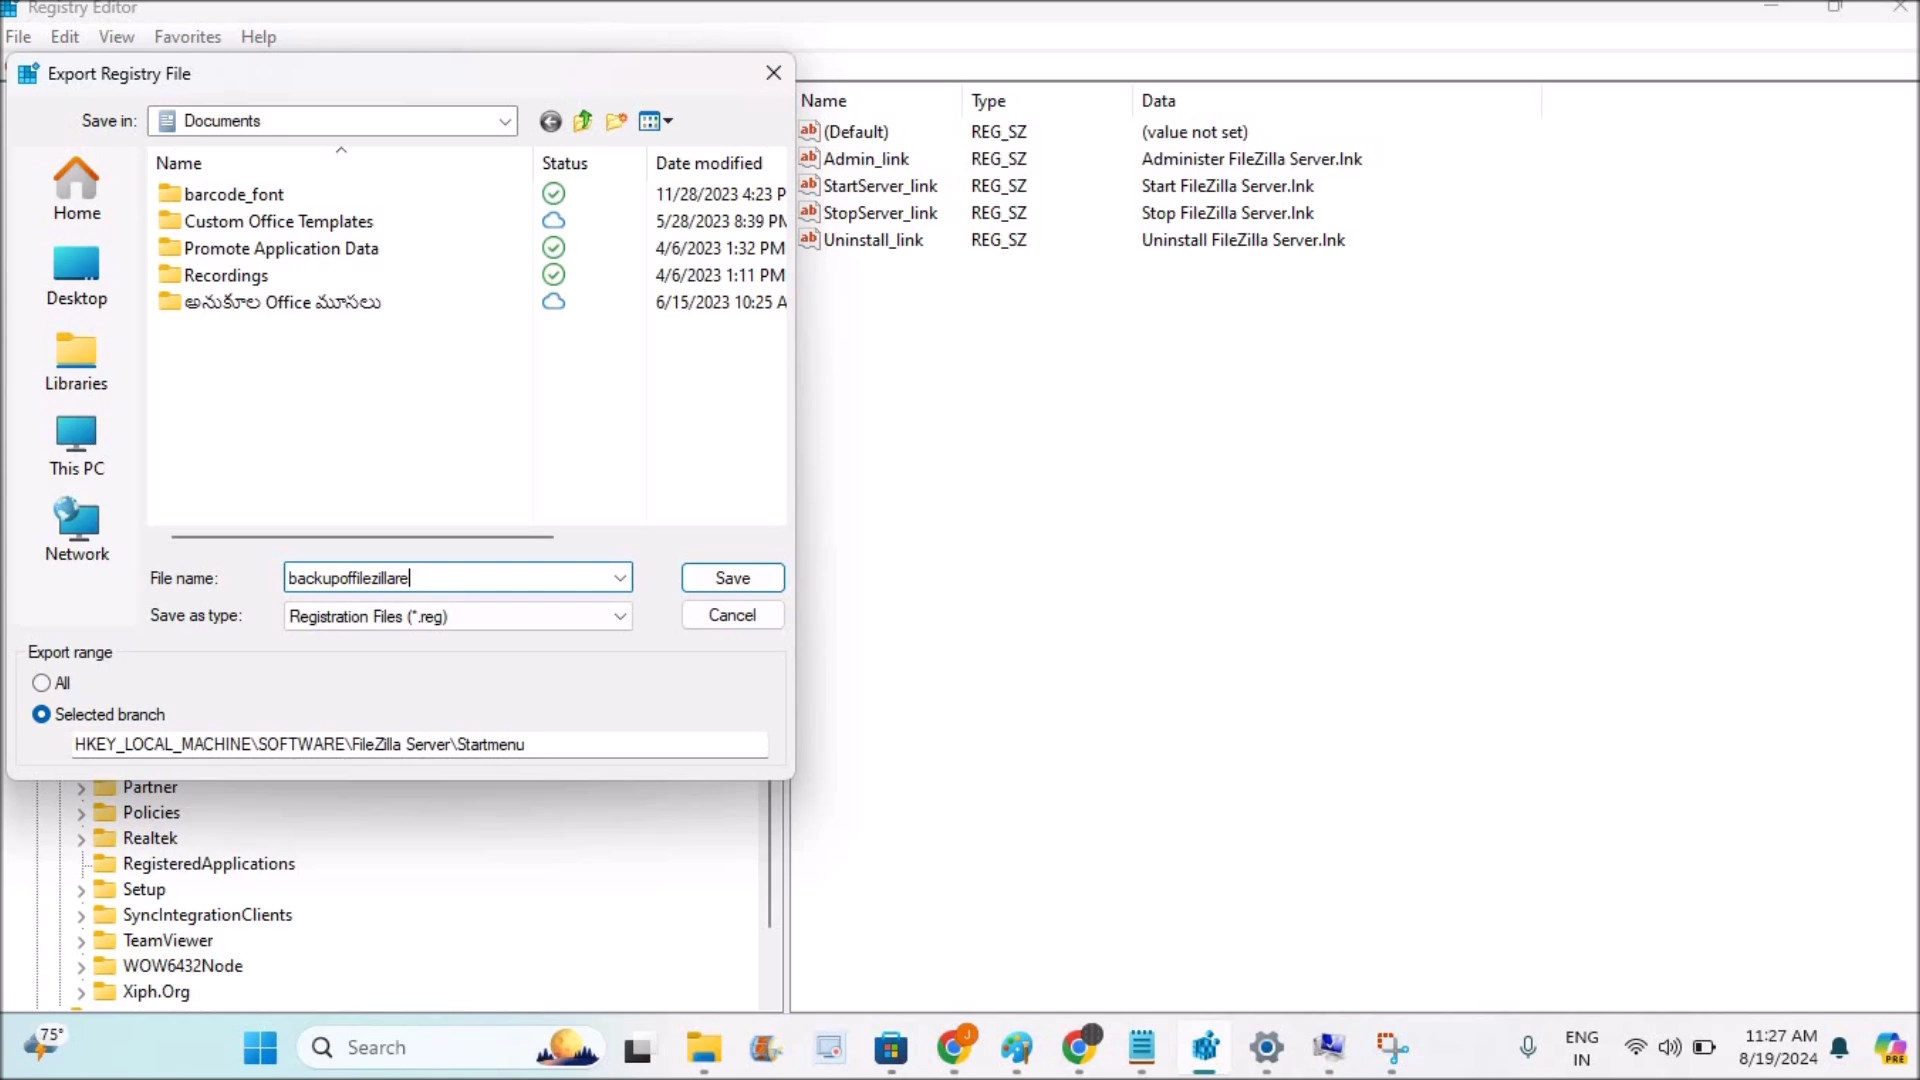 Registry Editor
File Edit View Favorites Help
Export Registry File
Save in: Documents
Name Status Date modified
barcode_font 11/28/2023 4:23 P
Custom Office Templates 5/28/2023 8:39 PM
Promote Application Data 4/6/2023 1:32 PM
Recordings 4/6/2023 1:11 PM
అనుకూల Office మూసలు 6/15/2023 10:25 A
Home
Desktop
Libraries
This PC
Network
File name: backupoffilezillare Save
Save as type: Registration Files (*.reg) Cancel
Export range
All
Selected branch
HKEY_LOCAL_MACHINE\SOFTWARE\FileZilla Server\Startmenu
Name Type Data
(Default) REG_SZ (value not set)
Admin_link REG_SZ Administer FileZilla Server.lnk
StartServer_link REG_SZ Start FileZilla Server.lnk
StopServer_link REG_SZ Stop FileZilla Server.lnk
Uninstall_link REG_SZ Uninstall FileZilla Server.lnk
Partner
Policies
Realtek
RegisteredApplications
Setup
SyncIntegrationClients
TeamViewer
WOW6432Node
Xiph.Org
75°
Search
J
ENG
IN
11:27 AM
8/19/2024
PRE